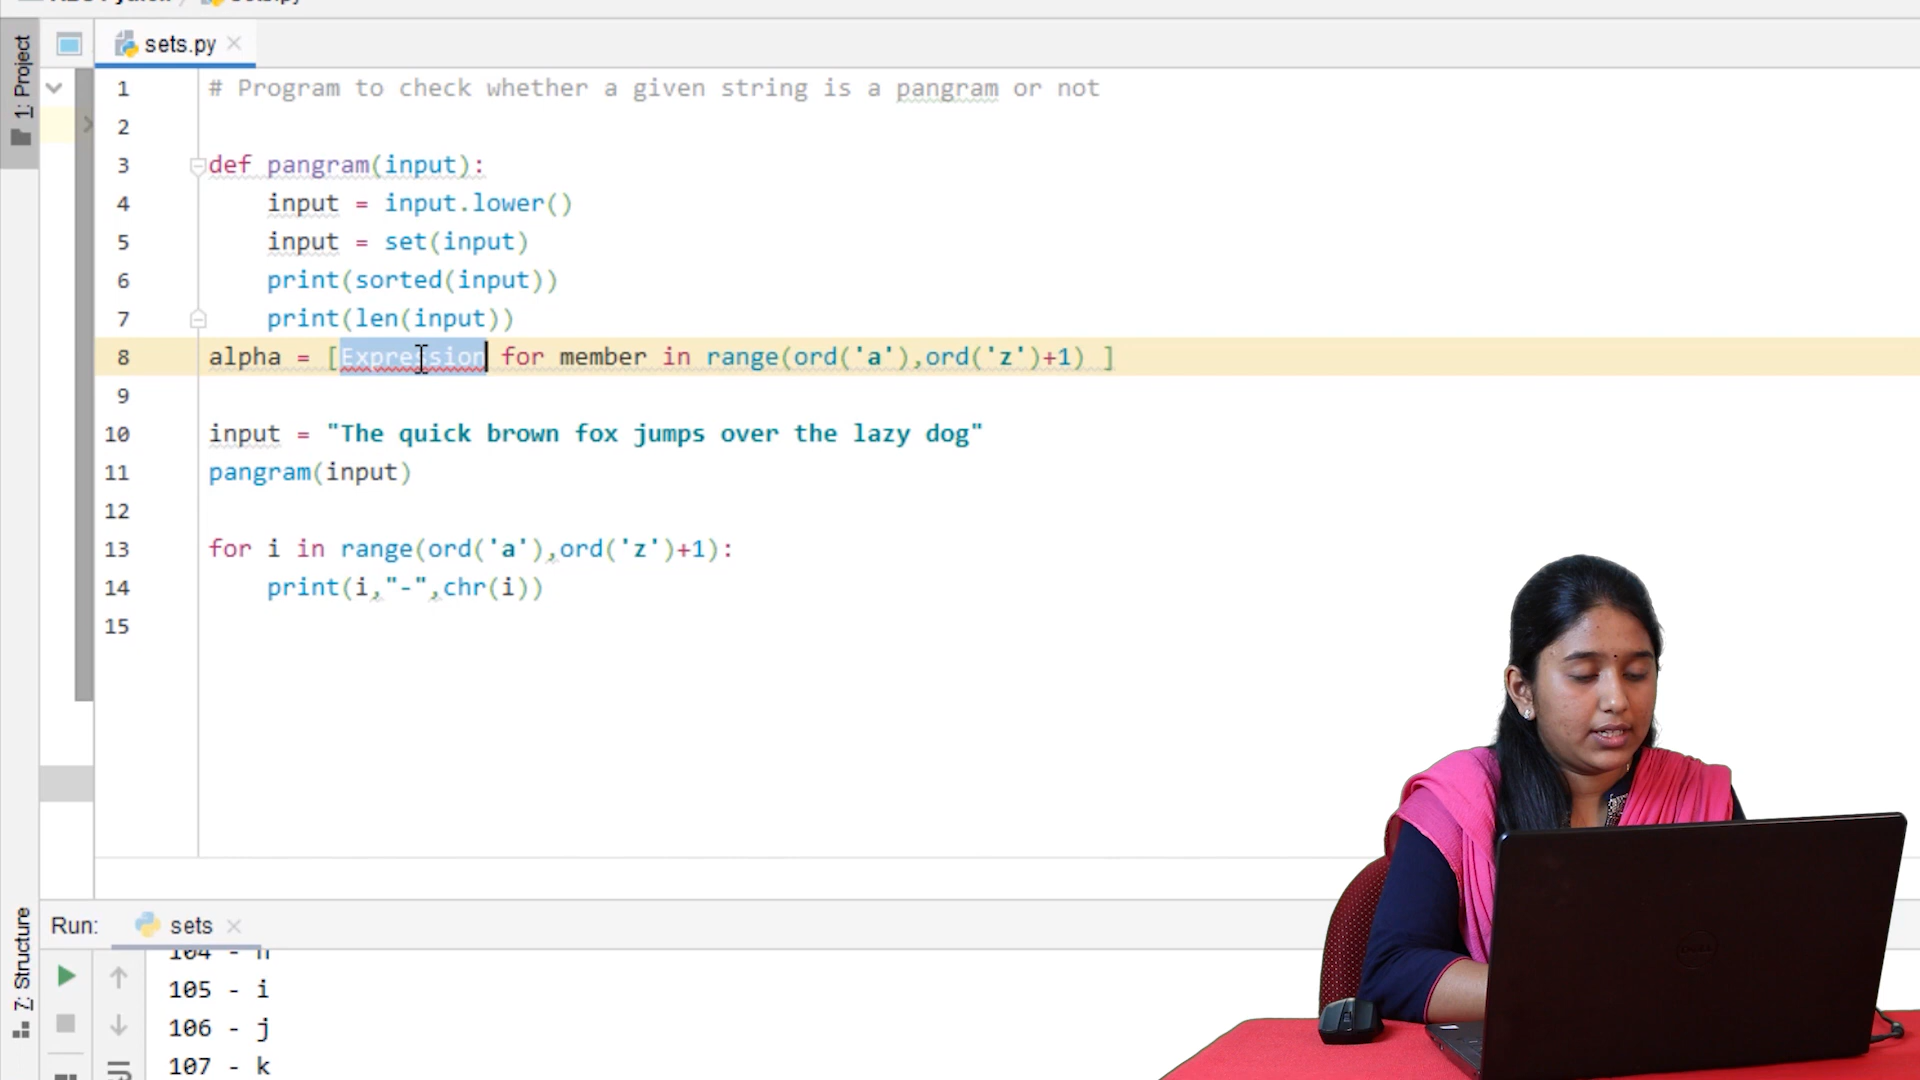 sets.py
1: Project
1 # Program to check whether a given string is a pangram or not
2
3 def pangram(input):
4 input = input.lower()
5 input = set(input)
6 print(sorted(input))
7 print(len(input))
8 alpha = [Expression for member in range(ord('a'),ord('z')+1) ]
9
10 input = "The quick brown fox jumps over the lazy dog"
11 pangram(input)
12
13 for i in range(ord('a'),ord('z')+1):
14 print(i,"-",chr(i))
15
7: Structure
Run: sets
104 - h
105 - i
106 - j
107 - k
DELL